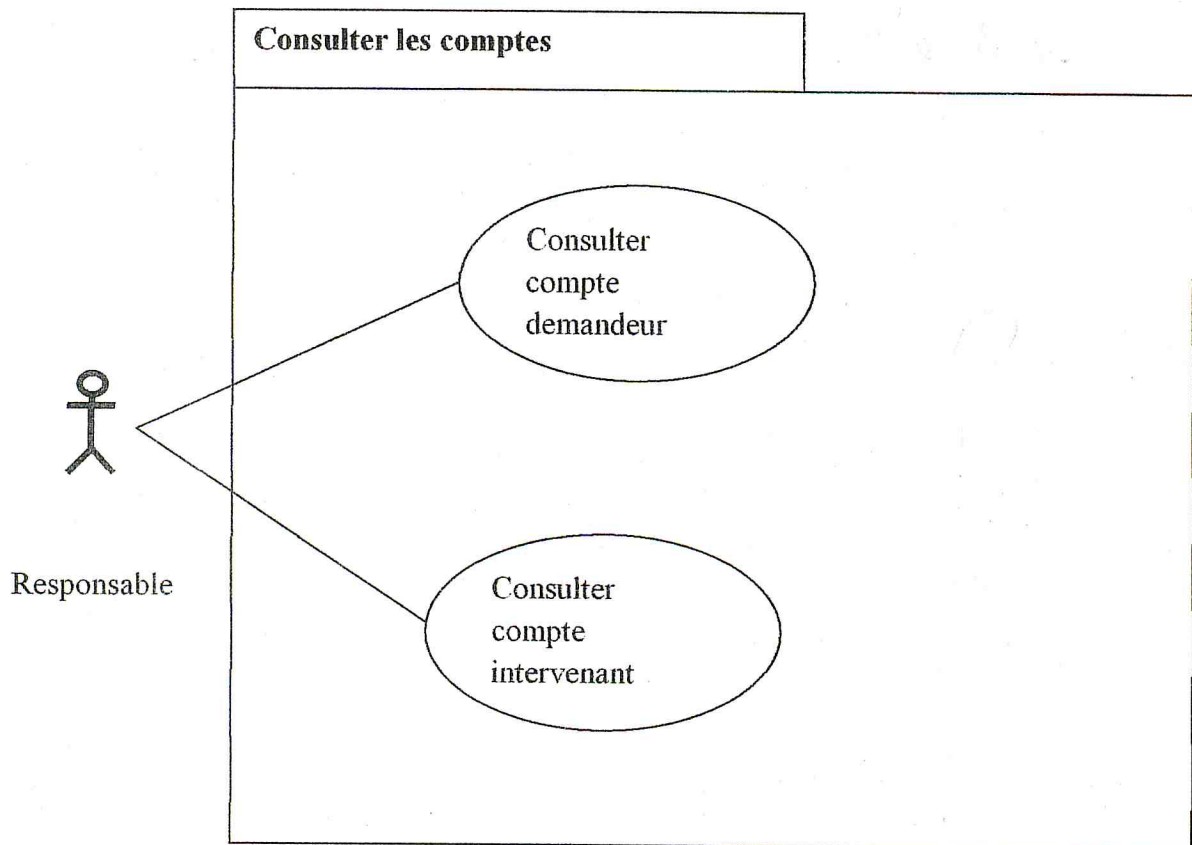 Consulter les comptes
Consulter
compte
demandeur
Responsable
Consulter
compte
intervenant